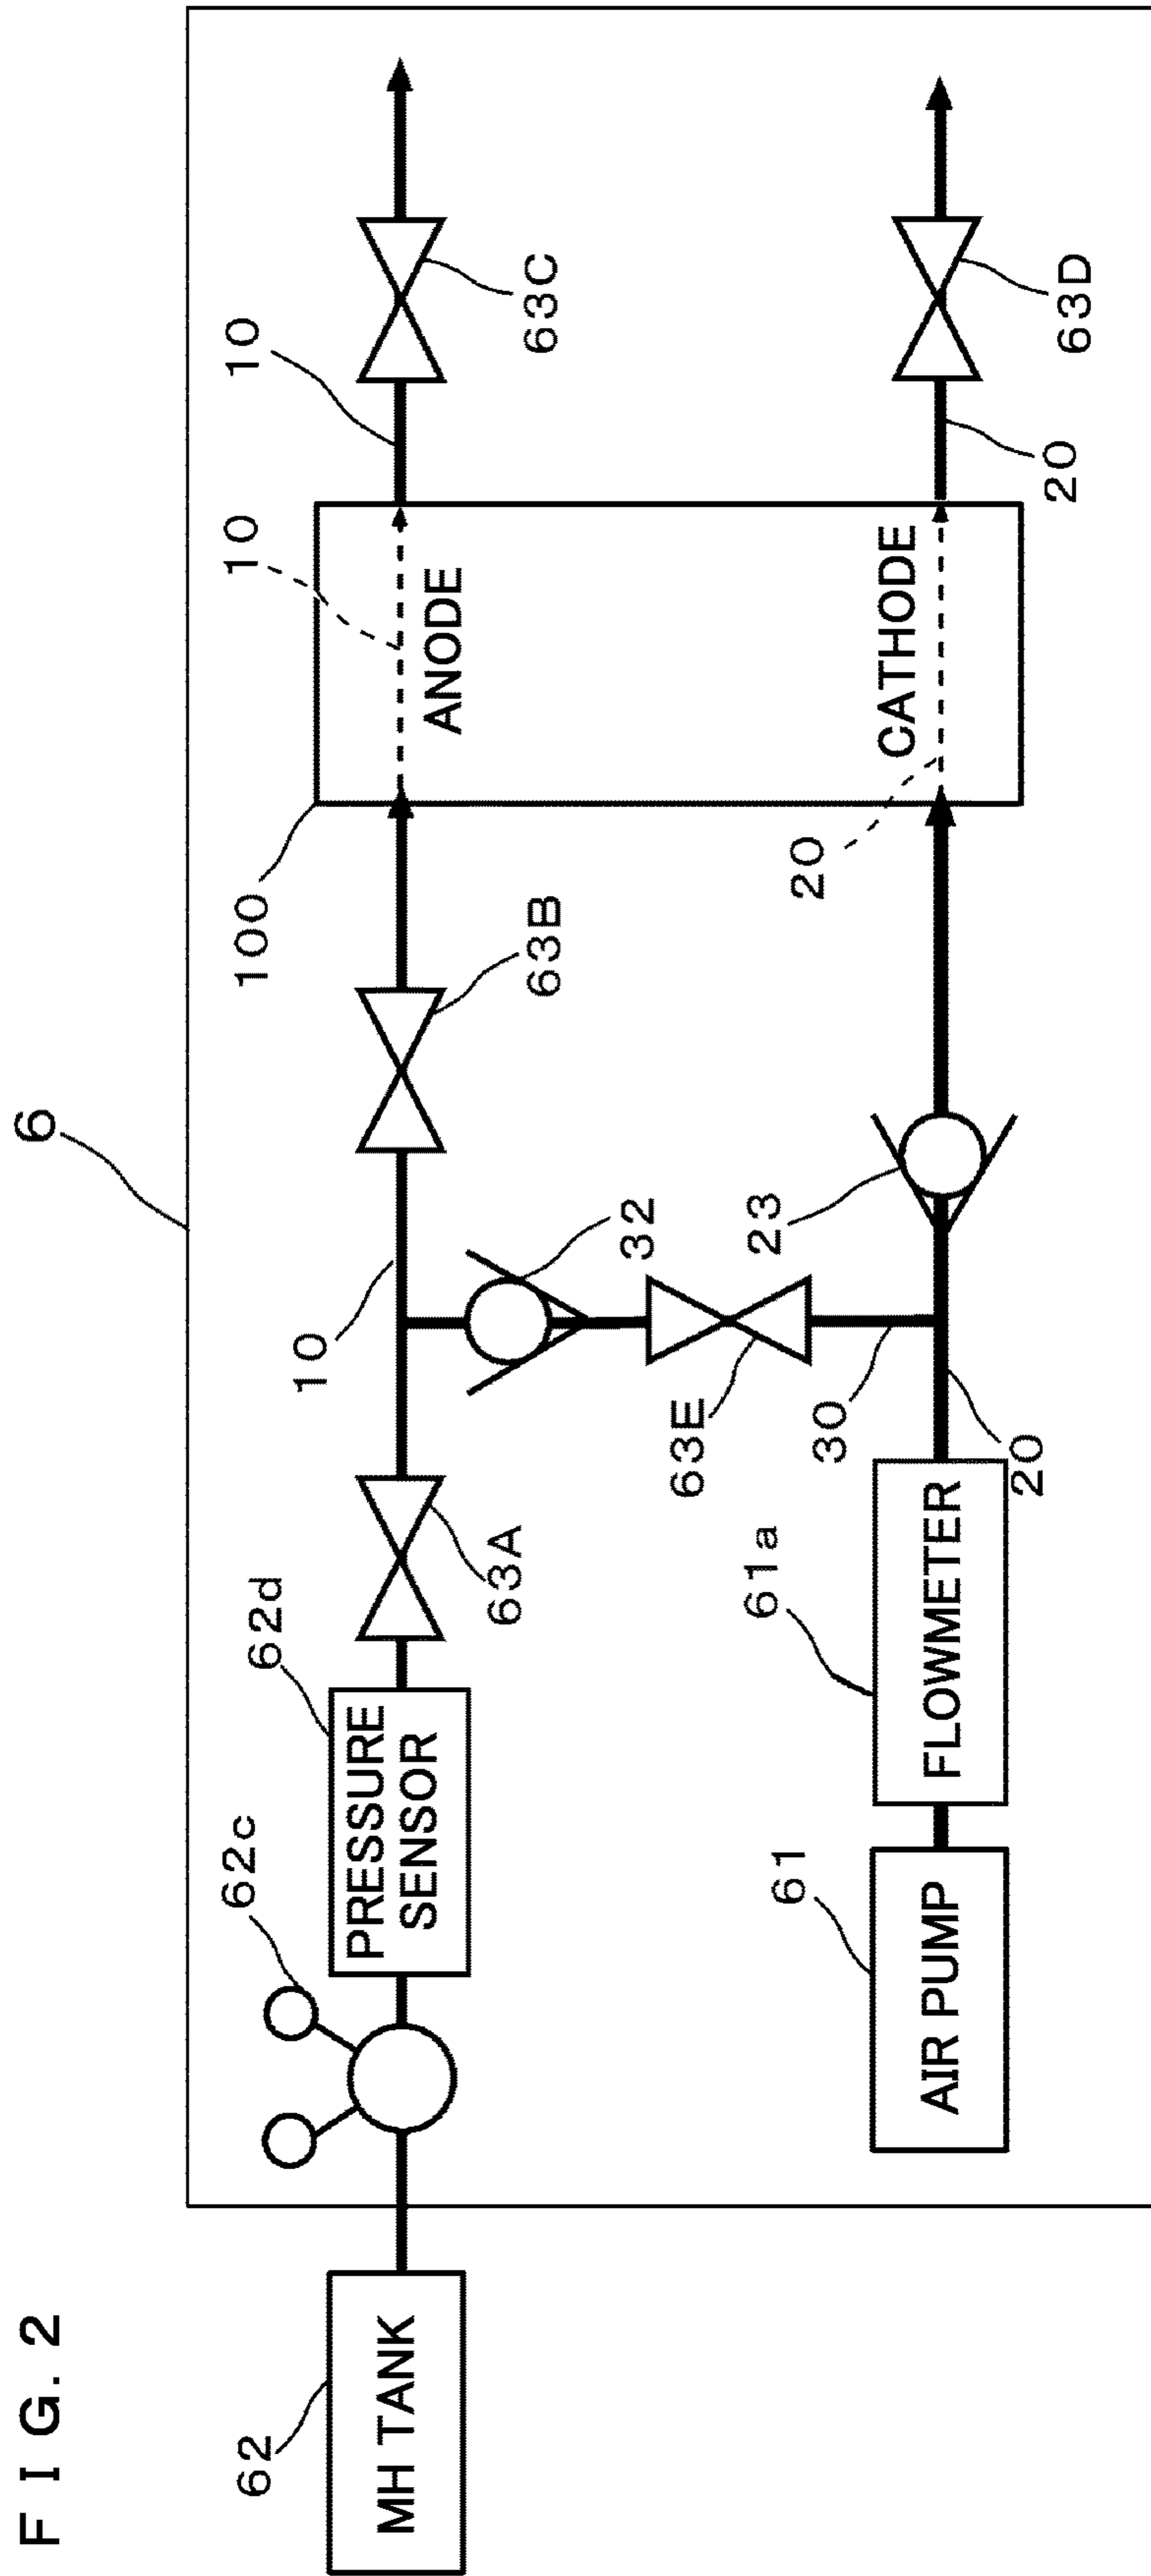 FIG. 2
6
62
MH TANK
62c
62d
PRESSURE
SENSOR
63A
10
63B
100
10
10
63C
ANODE
32
63E
30
23
61
AIR PUMP
61a
FLOWMETER
20
20
CATHODE
20
63D